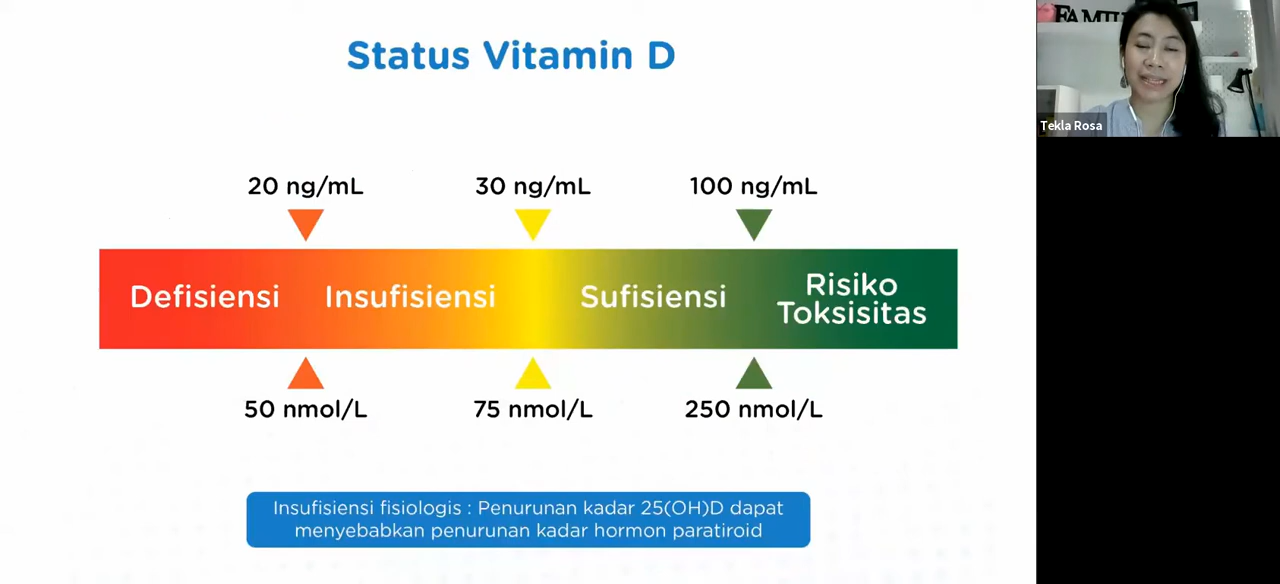 Status Vitamin D
20 ng/mL
30 ng/mL
100 ng/mL
Defisiensi
Insufisiensi
Sufisiensi
Risiko
Toksisitas
50 nmol/L
75 nmol/L
250 nmol/L
Insufisiensi fisiologis : Penurunan kadar 25(OH)D dapat
menyebabkan penurunan kadar hormon paratiroid
Tekla Rosa